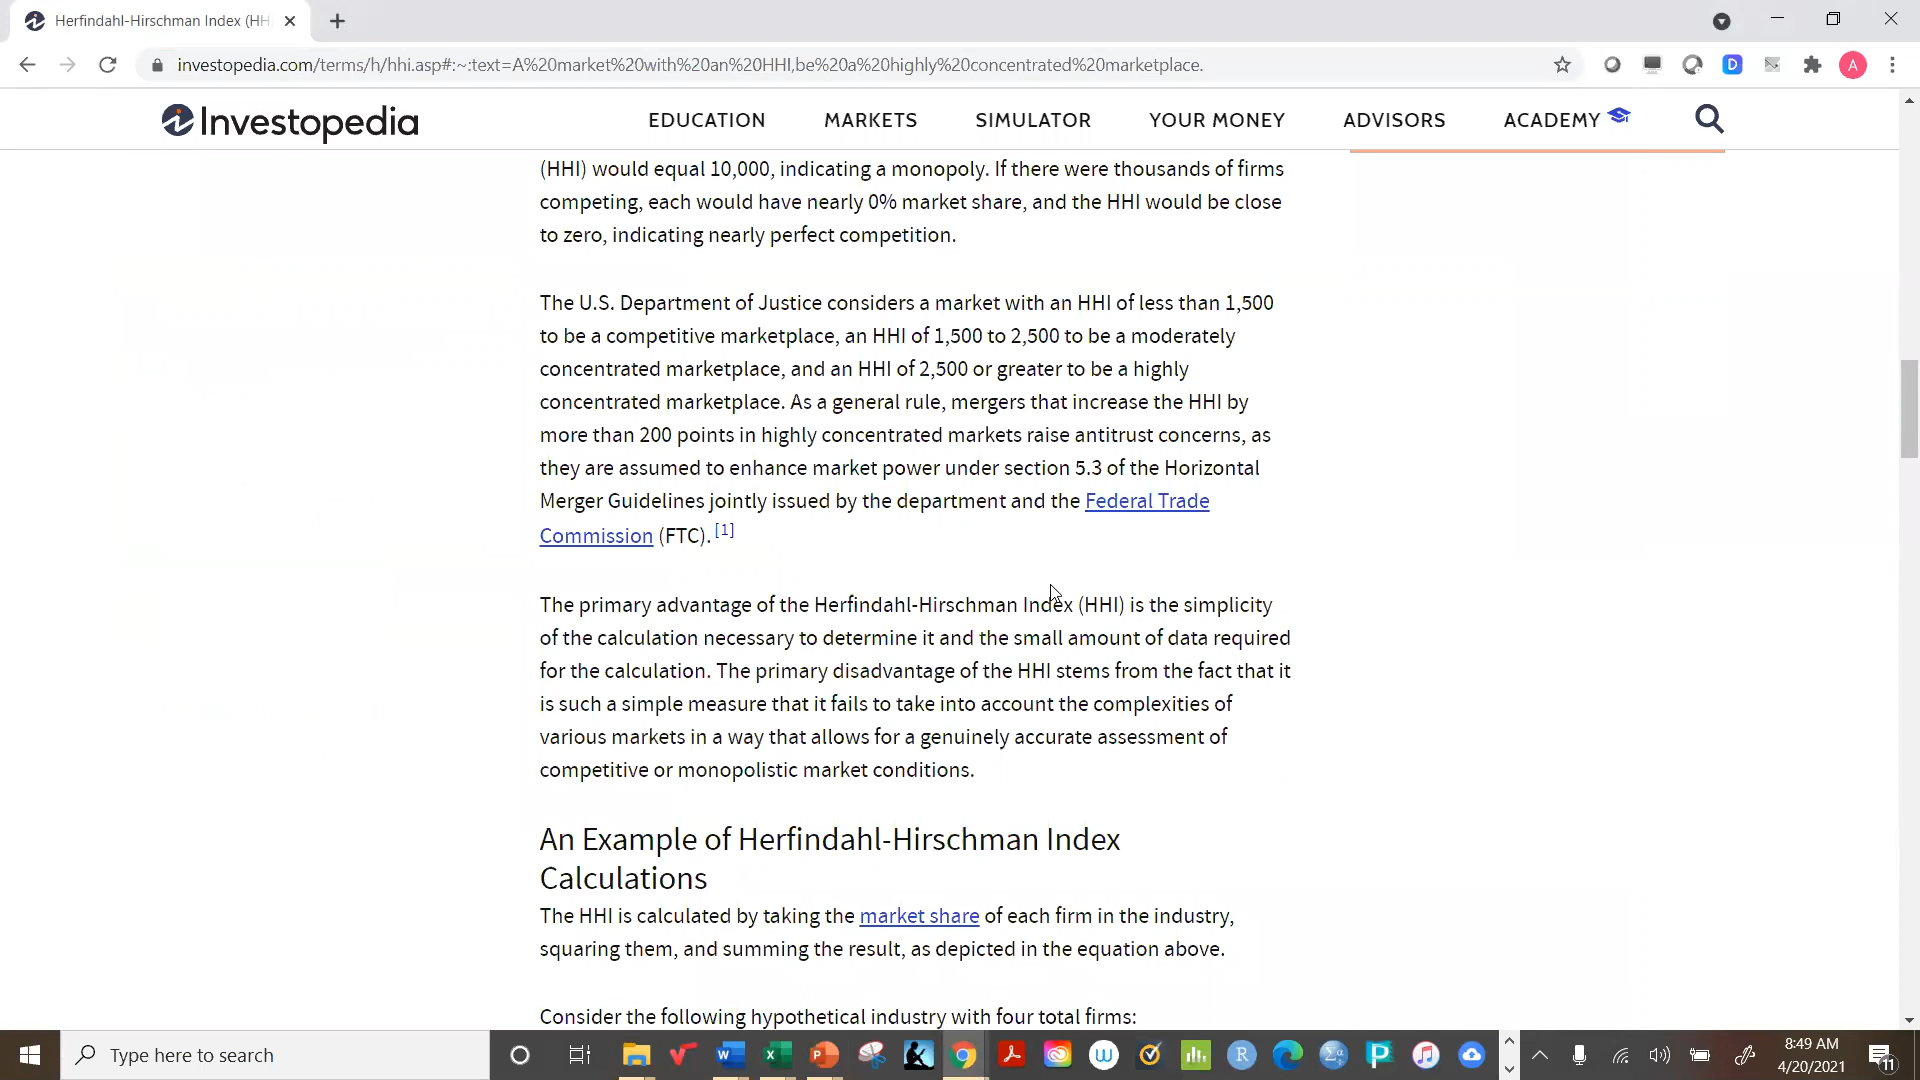 Herfindahl-Hirschman Index (HH
investopedia.com/terms/h/hhi.asp#:~:text=A%20market%20with%20an%20HHI,be%20a%20highly%20concentrated%20marketplace.
D
A
Investopedia
EDUCATION
MARKETS
SIMULATOR
YOUR MONEY
ADVISORS
ACADEMY
(HHI) would equal 10,000, indicating a monopoly. If there were thousands of firms
competing, each would have nearly 0% market share, and the HHI would be close
to zero, indicating nearly perfect competition.
The U.S. Department of Justice considers a market with an HHI of less than 1,500
to be a competitive marketplace, an HHI of 1,500 to 2,500 to be a moderately
concentrated marketplace, and an HHI of 2,500 or greater to be a highly
concentrated marketplace. As a general rule, mergers that increase the HHI by
more than 200 points in highly concentrated markets raise antitrust concerns, as
they are assumed to enhance market power under section 5.3 of the Horizontal
Merger Guidelines jointly issued by the department and the Federal Trade
Commission (FTC). [1]
The primary advantage of the Herfindahl-Hirschman Index (HHI) is the simplicity
of the calculation necessary to determine it and the small amount of data required
for the calculation. The primary disadvantage of the HHI stems from the fact that it
is such a simple measure that it fails to take into account the complexities of
various markets in a way that allows for a genuinely accurate assessment of
competitive or monopolistic market conditions.
An Example of Herfindahl-Hirschman Index
Calculations
The HHI is calculated by taking the market share of each firm in the industry,
squaring them, and summing the result, as depicted in the equation above.
Consider the following hypothetical industry with four total firms:
Type here to search
8:49 AM
4/20/2021
11